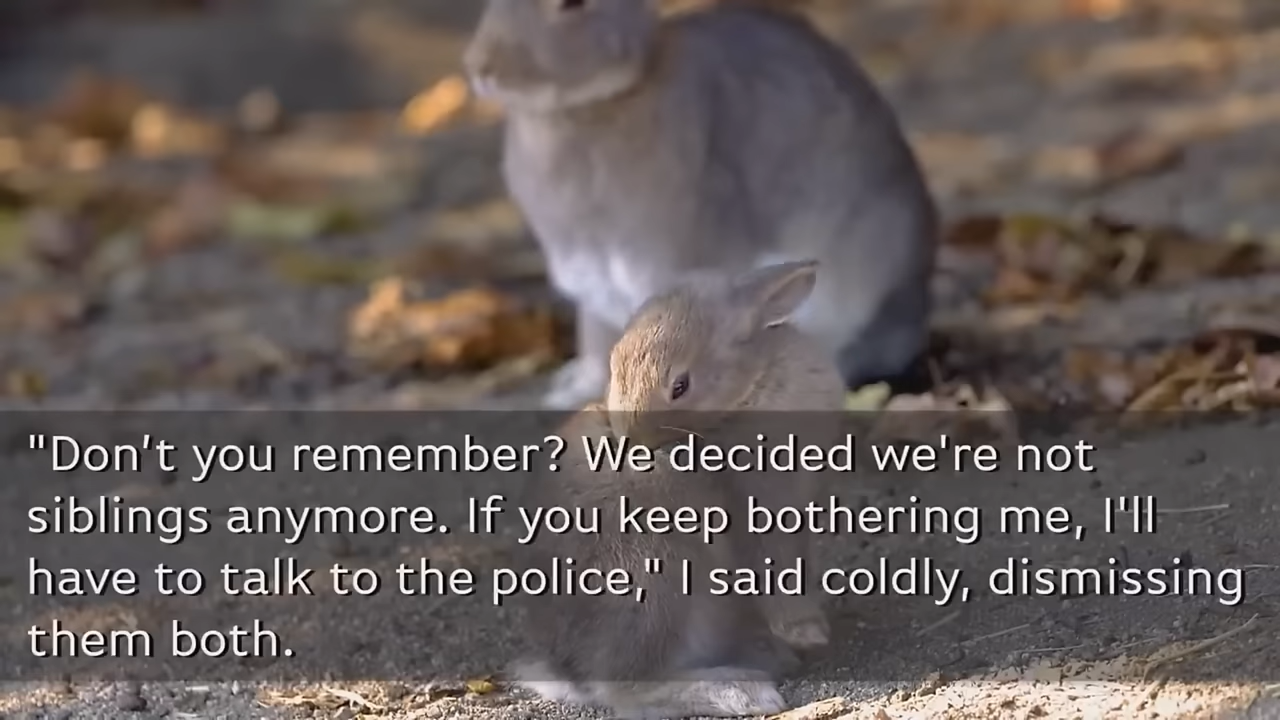 "Don't you remember? We decided we're not
siblings anymore. If you keep bothering me, I'll
have to talk to the police," I said coldly, dismissing
them both.